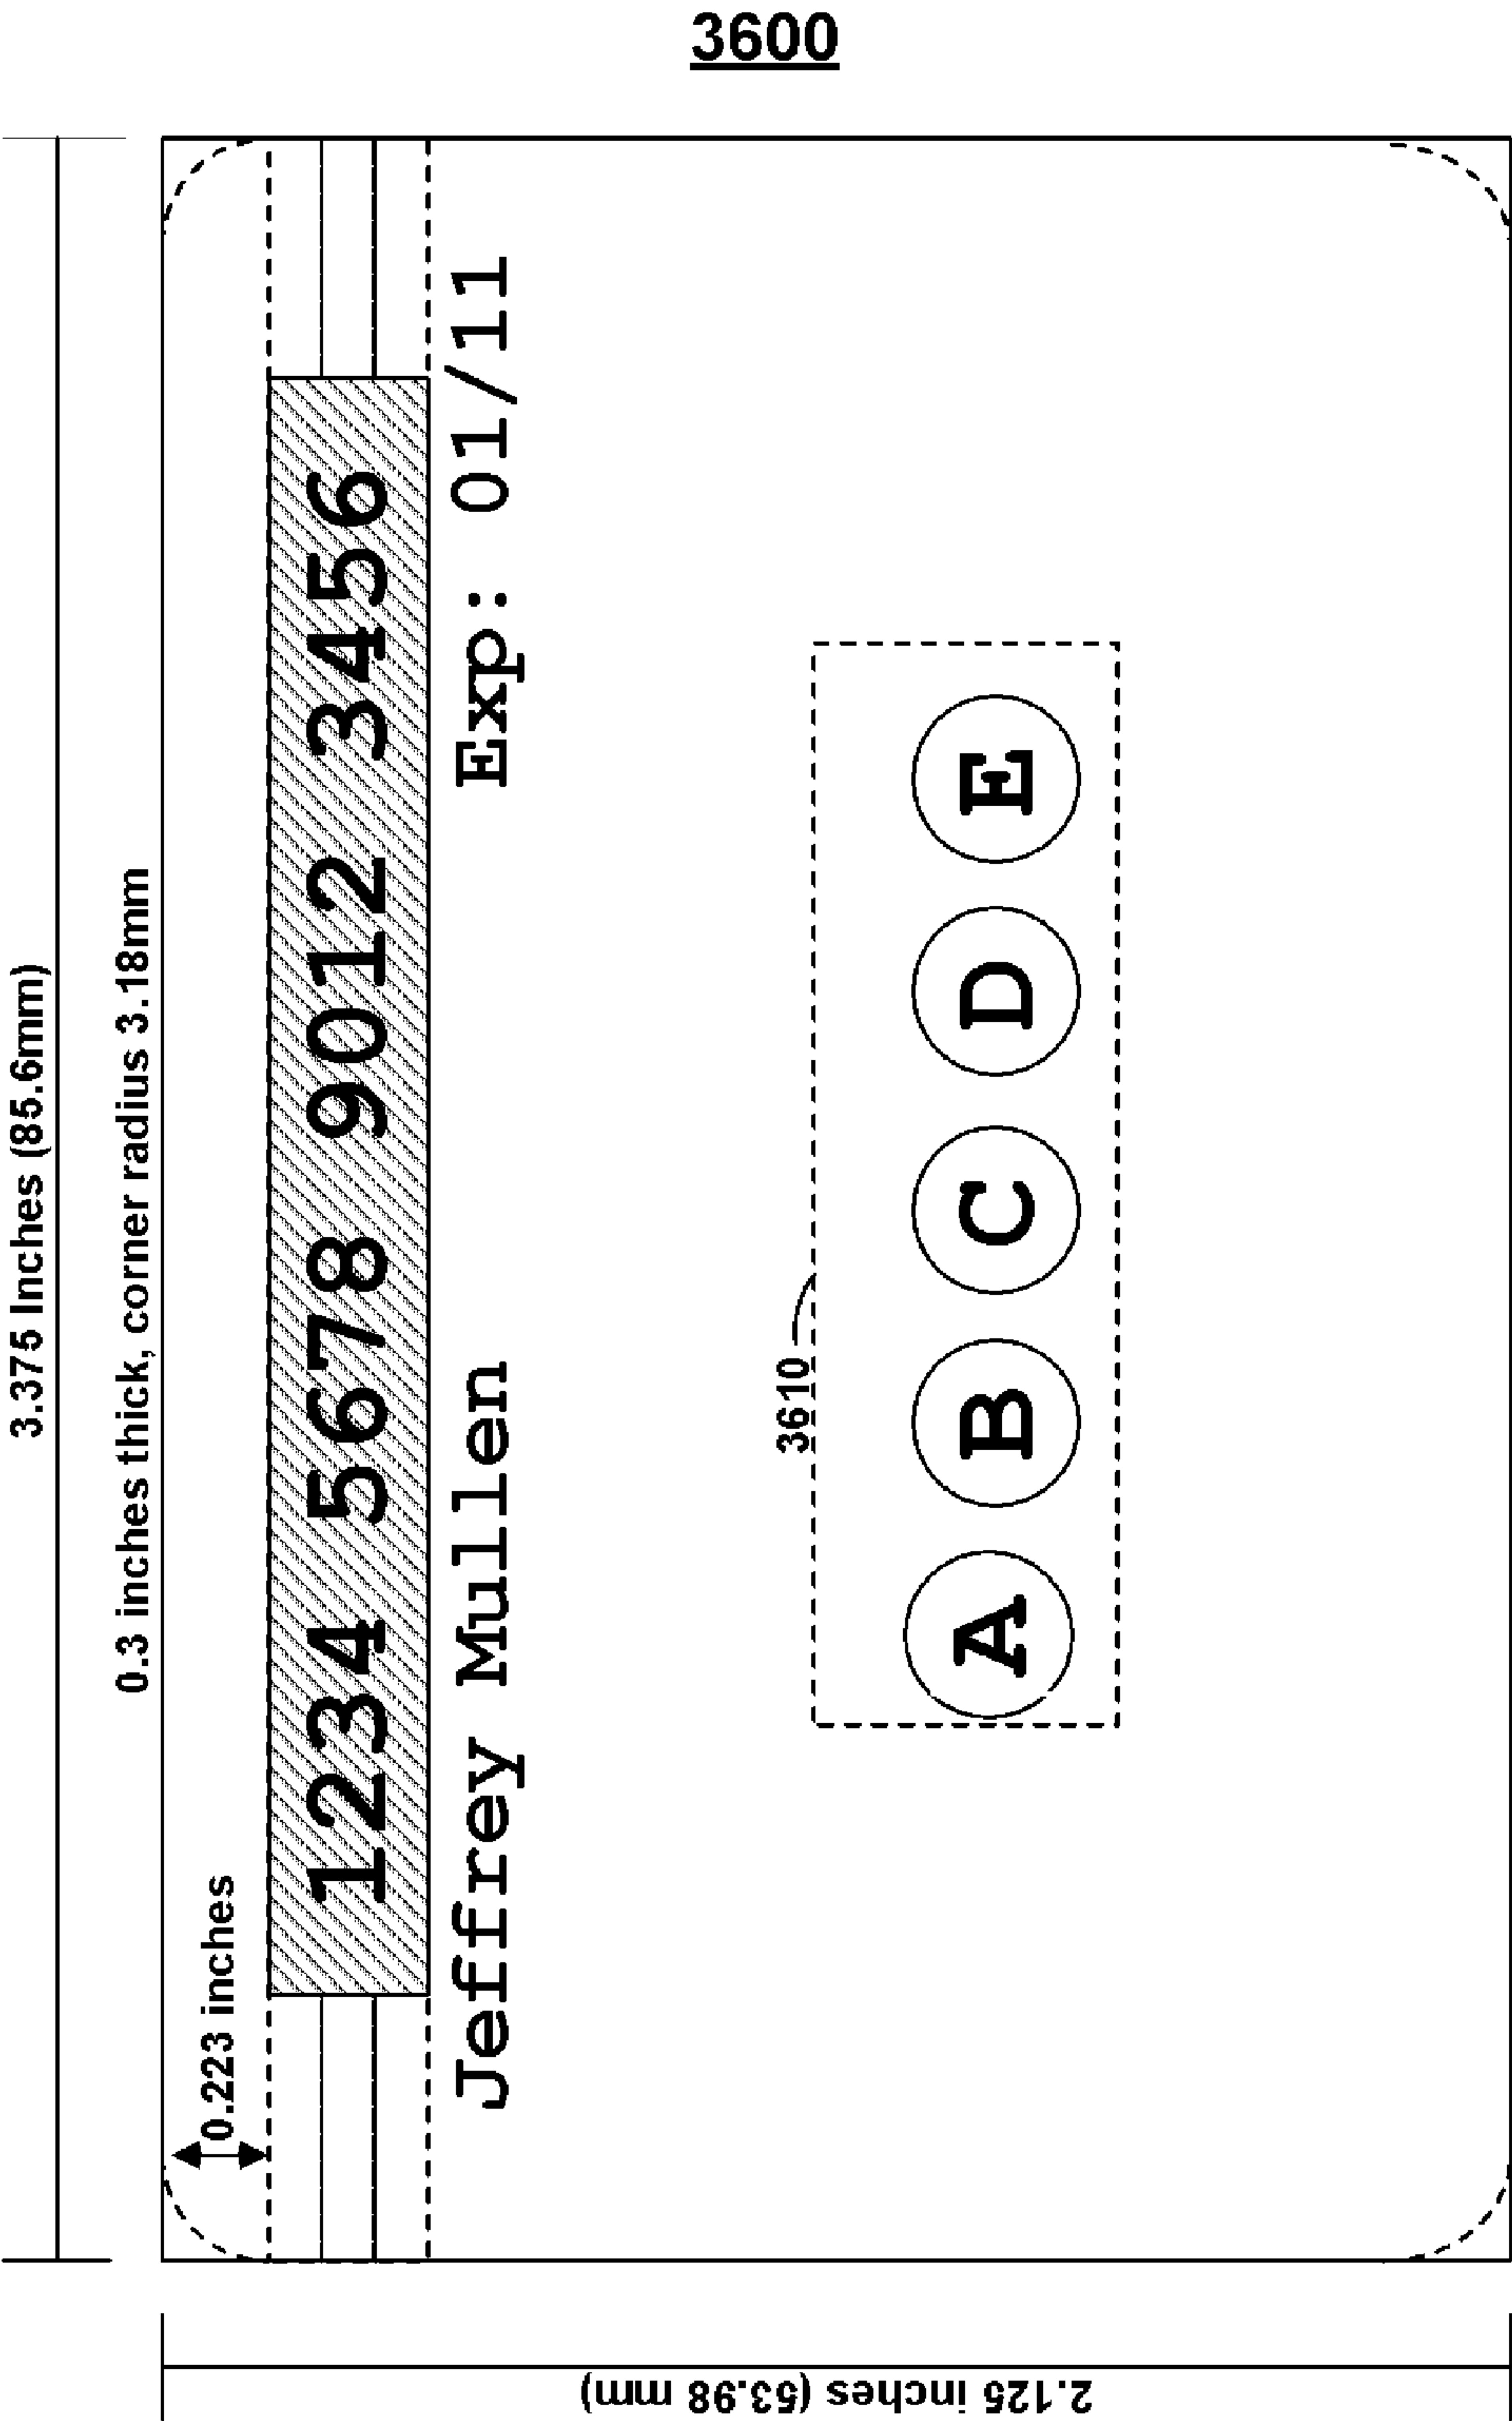 3600
3.375 Inches (85.6mm)
0.3 inches thick, corner radius 3.18mm
0.223 inches
1234 5678 9012 3456
Jeffrey Mullen Exp: 01/11
3610
A B C D E
2.125 inches (53.98 mm)